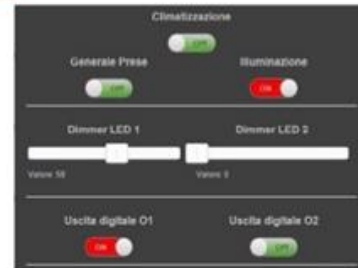 Climatizzazione
OFF
Generale Prese Illuminazione
OFF ON
Dimmer LED 1 Dimmer LED 2
Valore 58 Valore 0
Uscita digitale O1 Uscita digitale O2
ON OFF